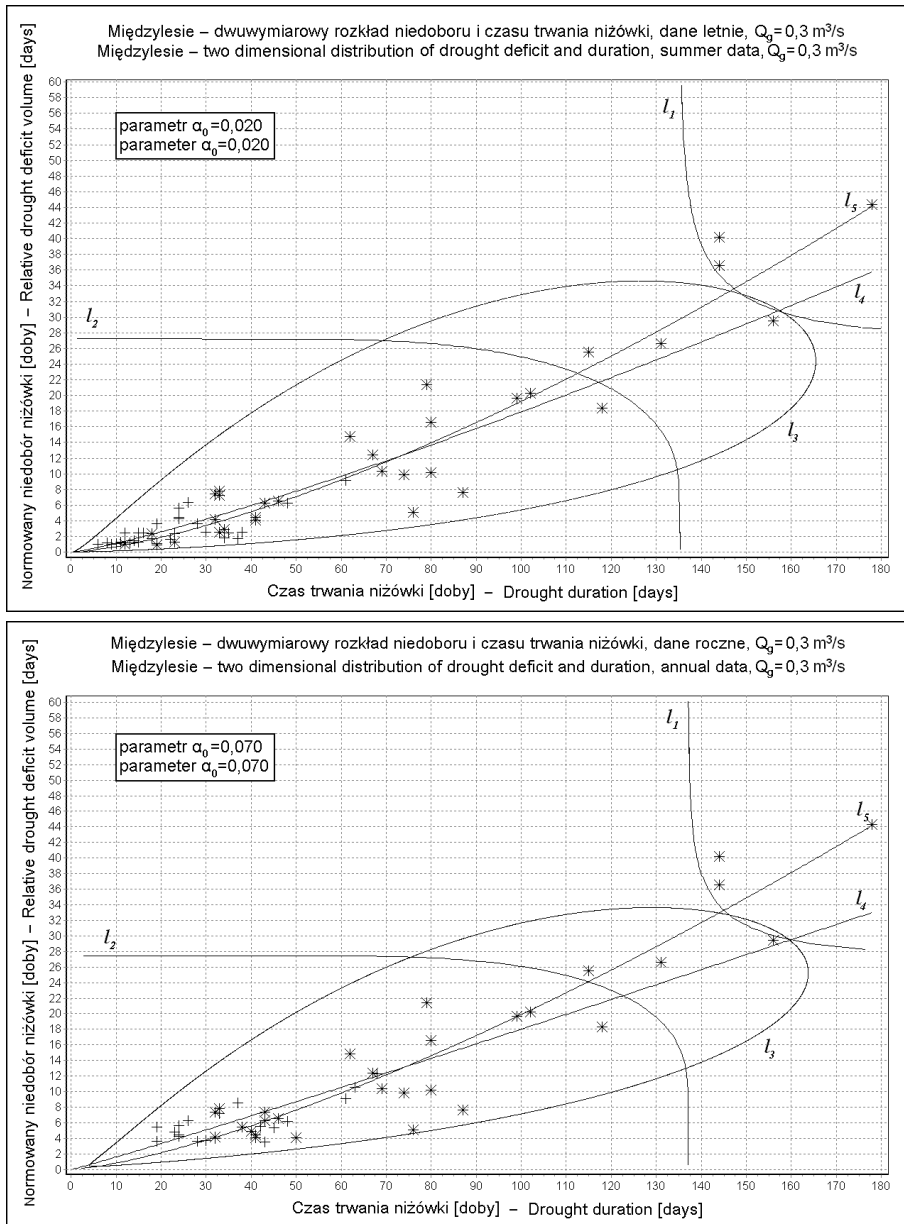 Międzylesie – dwuwymiarowy rozkład niedoboru i czasu trwania niżówki, dane letnie, Qg=0,3 m³/s
Międzylesie – two dimensional distribution of drought deficit and duration, summer data, Qg=0,3 m³/s
Normowany niedobór niżówki [doby] – Relative drought deficit volume [days]
60
58
56
54
52
50
48
46
44
42
40
38
36
34
32
30
28
26
24
22
20
18
16
14
12
10
8
6
4
2
0
parametr α₀=0,020
parameter α₀=0,020
l₁
l₅
l₄
l₂
l₃
0 10 20 30 40 50 60 70 80 90 100 110 120 130 140 150 160 170 180
Czas trwania niżówki [doby] – Drought duration [days]
Międzylesie – dwuwymiarowy rozkład niedoboru i czasu trwania niżówki, dane roczne, Qg=0,3 m³/s
Międzylesie – two dimensional distribution of drought deficit and duration, annual data, Qg=0,3 m³/s
Normowany niedobór niżówki [doby] – Relative drought deficit volume [days]
60
58
56
54
52
50
48
46
44
42
40
38
36
34
32
30
28
26
24
22
20
18
16
14
12
10
8
6
4
2
0
parametr α₀=0,070
parameter α₀=0,070
l₁
l₅
l₄
l₂
l₃
0 10 20 30 40 50 60 70 80 90 100 110 120 130 140 150 160 170 180
Czas trwania niżówki [doby] – Drought duration [days]